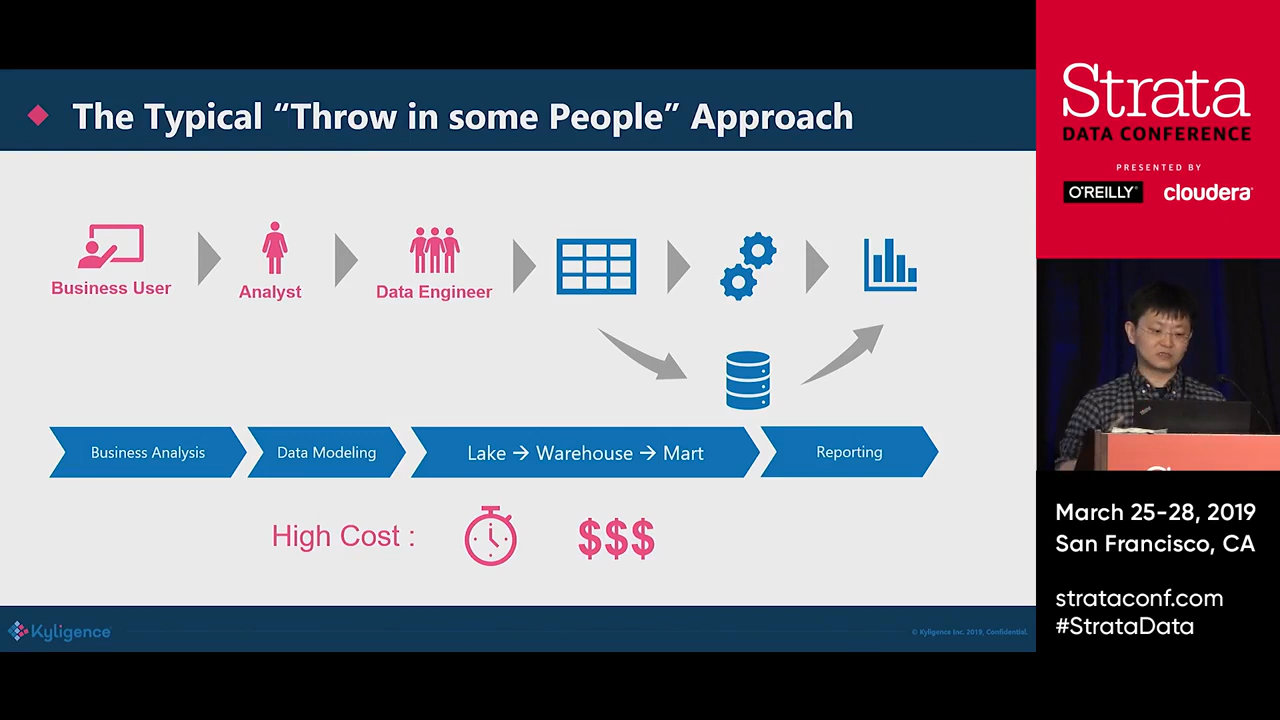 The Typical “Throw in some People” Approach
Business User
Analyst
Data Engineer
Business Analysis
Data Modeling
Lake → Warehouse → Mart
Reporting
High Cost :
$$$
Kyligence
© Kyligence Inc. 2019, Confidential.
Strata
DATA CONFERENCE
PRESENTED BY
O'REILLY®
cloudera®
March 25-28, 2019
San Francisco, CA
strataconf.com
#StrataData